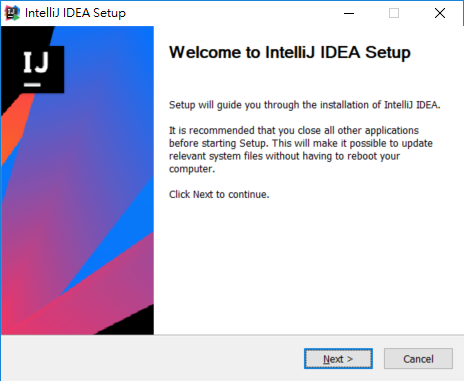 IntelliJ IDEA Setup
IJ
Welcome to IntelliJ IDEA Setup
Setup will guide you through the installation of IntelliJ IDEA.
It is recommended that you close all other applications
before starting Setup. This will make it possible to update
relevant system files without having to reboot your
computer.
Click Next to continue.
Next >
Cancel